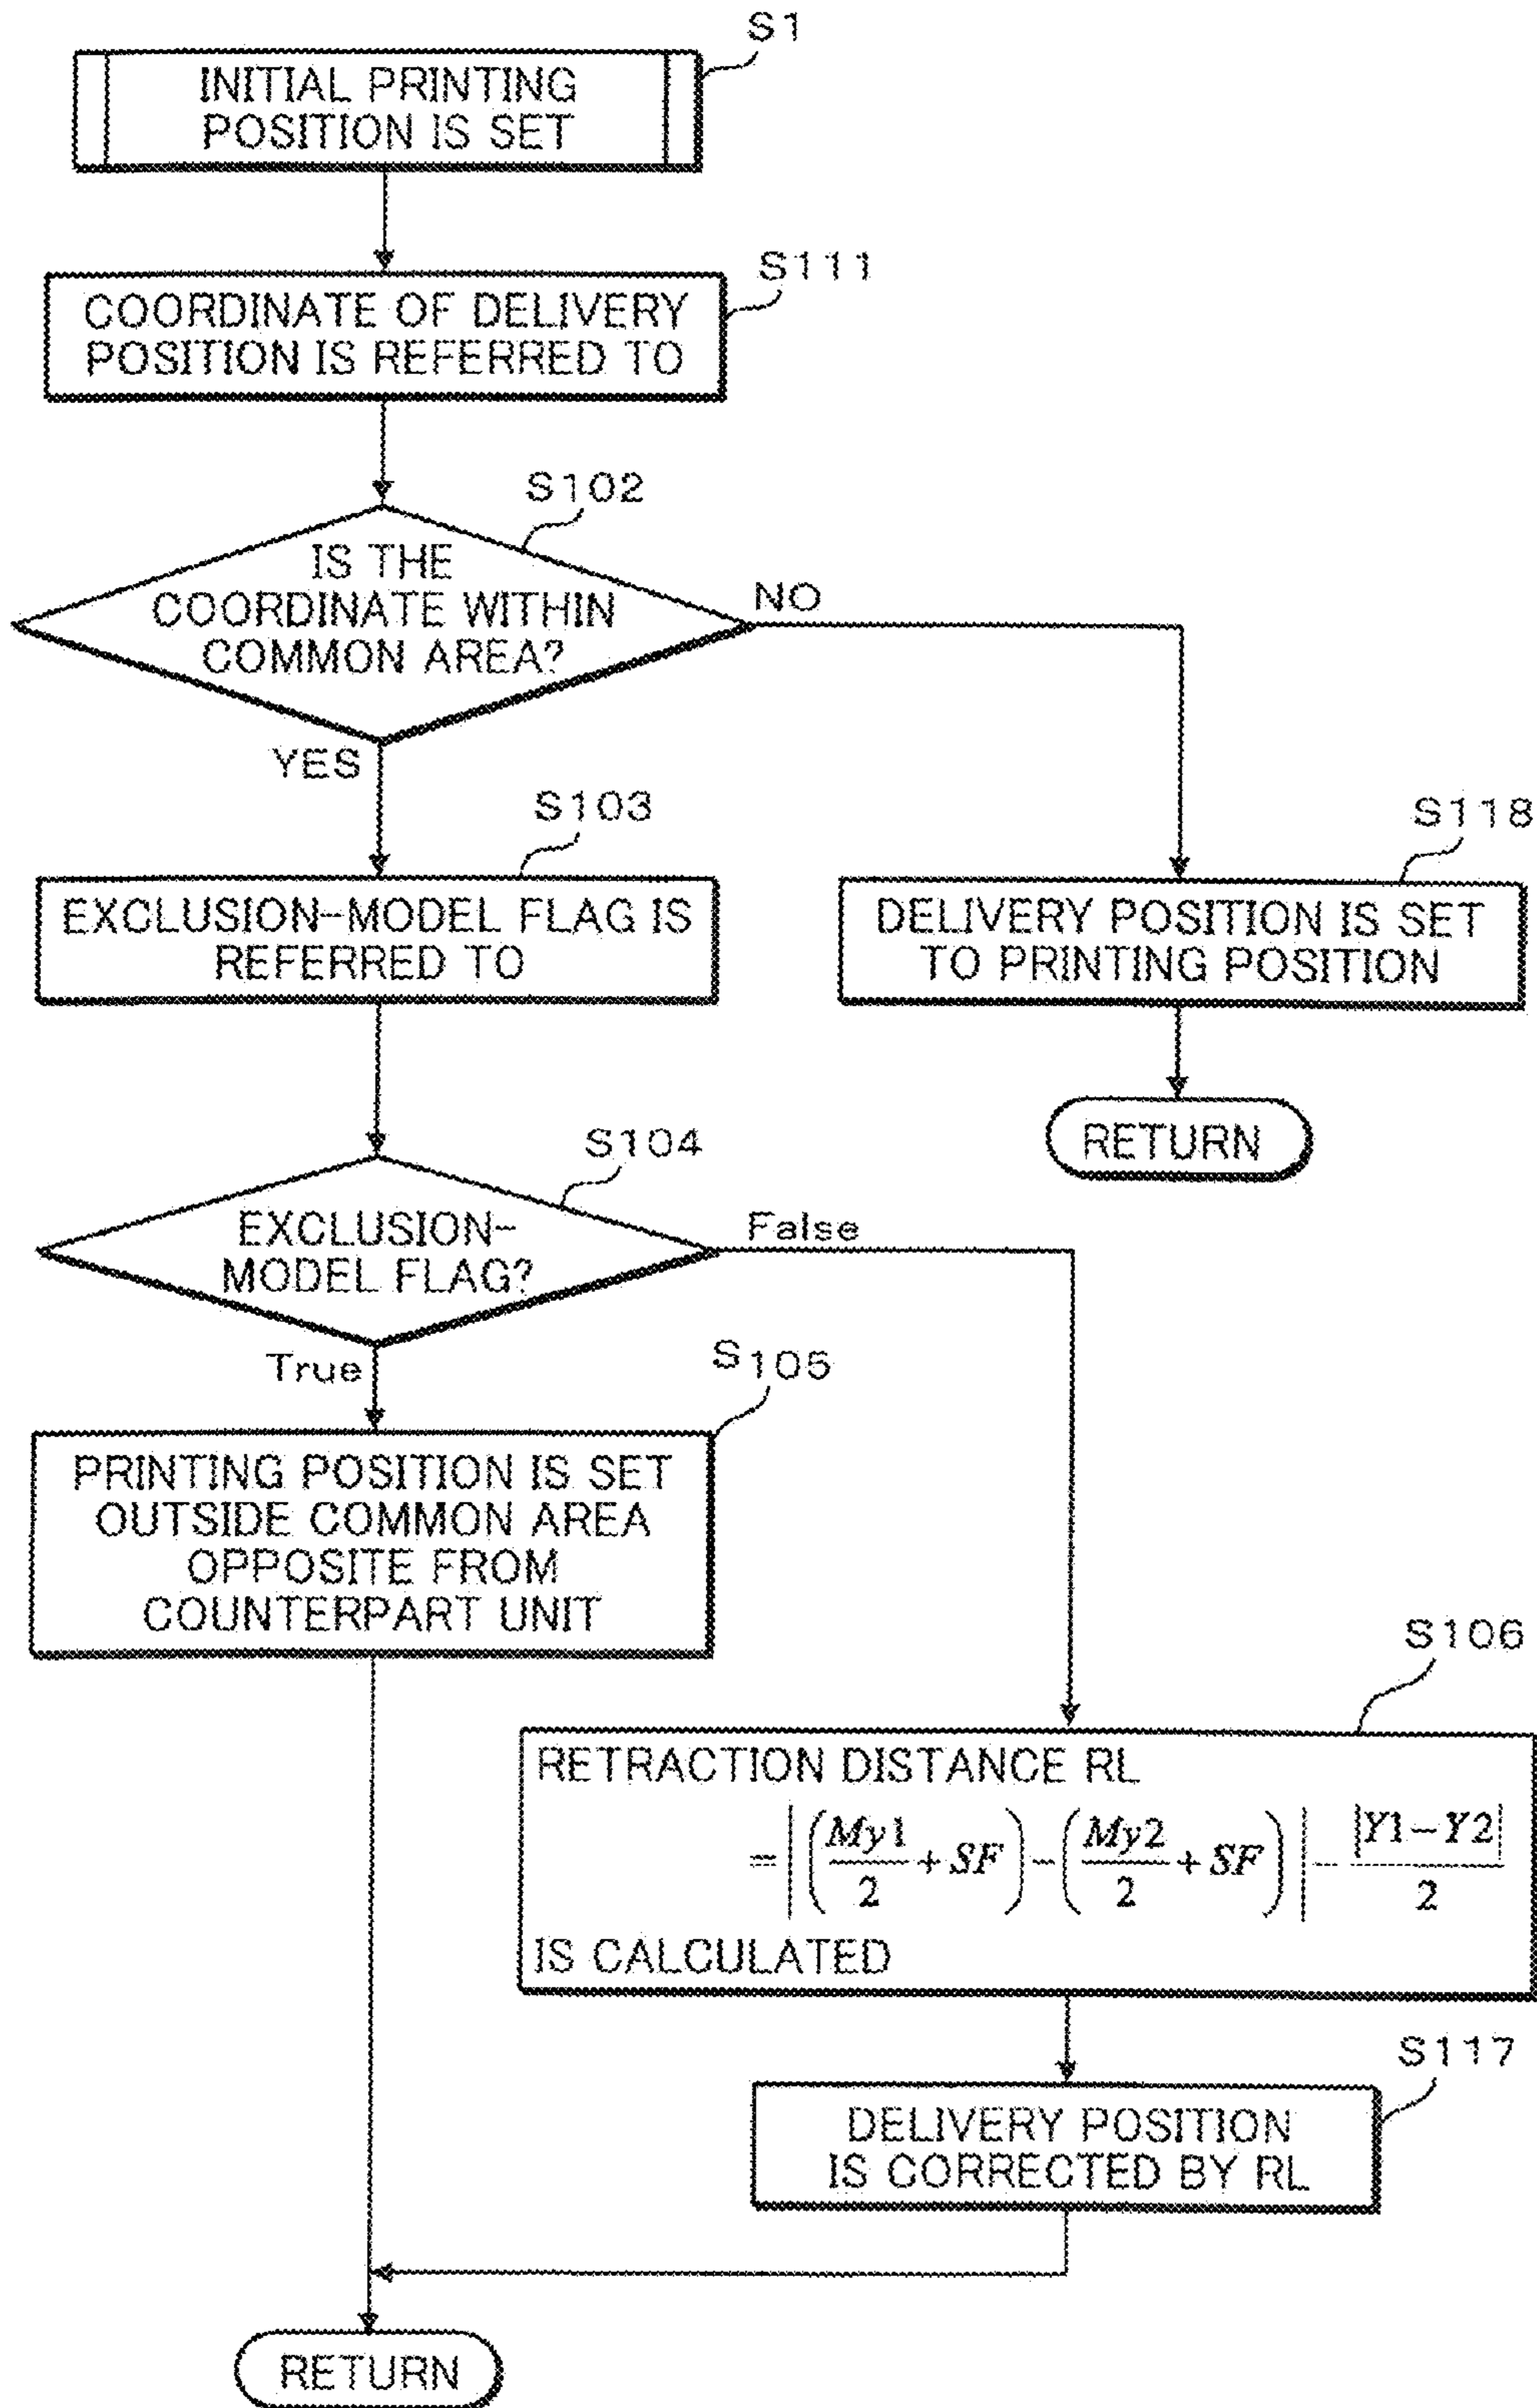 S1
INITIAL PRINTING
POSITION IS SET
S111
COORDINATE OF DELIVERY
POSITION IS REFERRED TO
S102
IS THE
COORDINATE WITHIN
COMMON AREA?
NO
YES
S103
S118
EXCLUSION-MODEL FLAG IS
REFERRED TO
DELIVERY POSITION IS SET
TO PRINTING POSITION
RETURN
S104
EXCLUSION-
MODEL FLAG?
False
True
S105
PRINTING POSITION IS SET
OUTSIDE COMMON AREA
OPPOSITE FROM
COUNTERPART UNIT
S106
RETRACTION DISTANCE RL
= |(My1/2 + SF) - (My2/2 + SF)| - |Y1-Y2|/2
IS CALCULATED
S117
DELIVERY POSITION
IS CORRECTED BY RL
RETURN